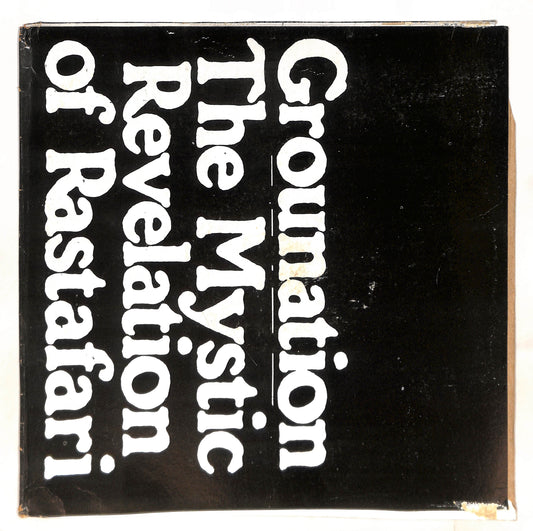 Grounation
The Mystic
Revelation
of Rastafari